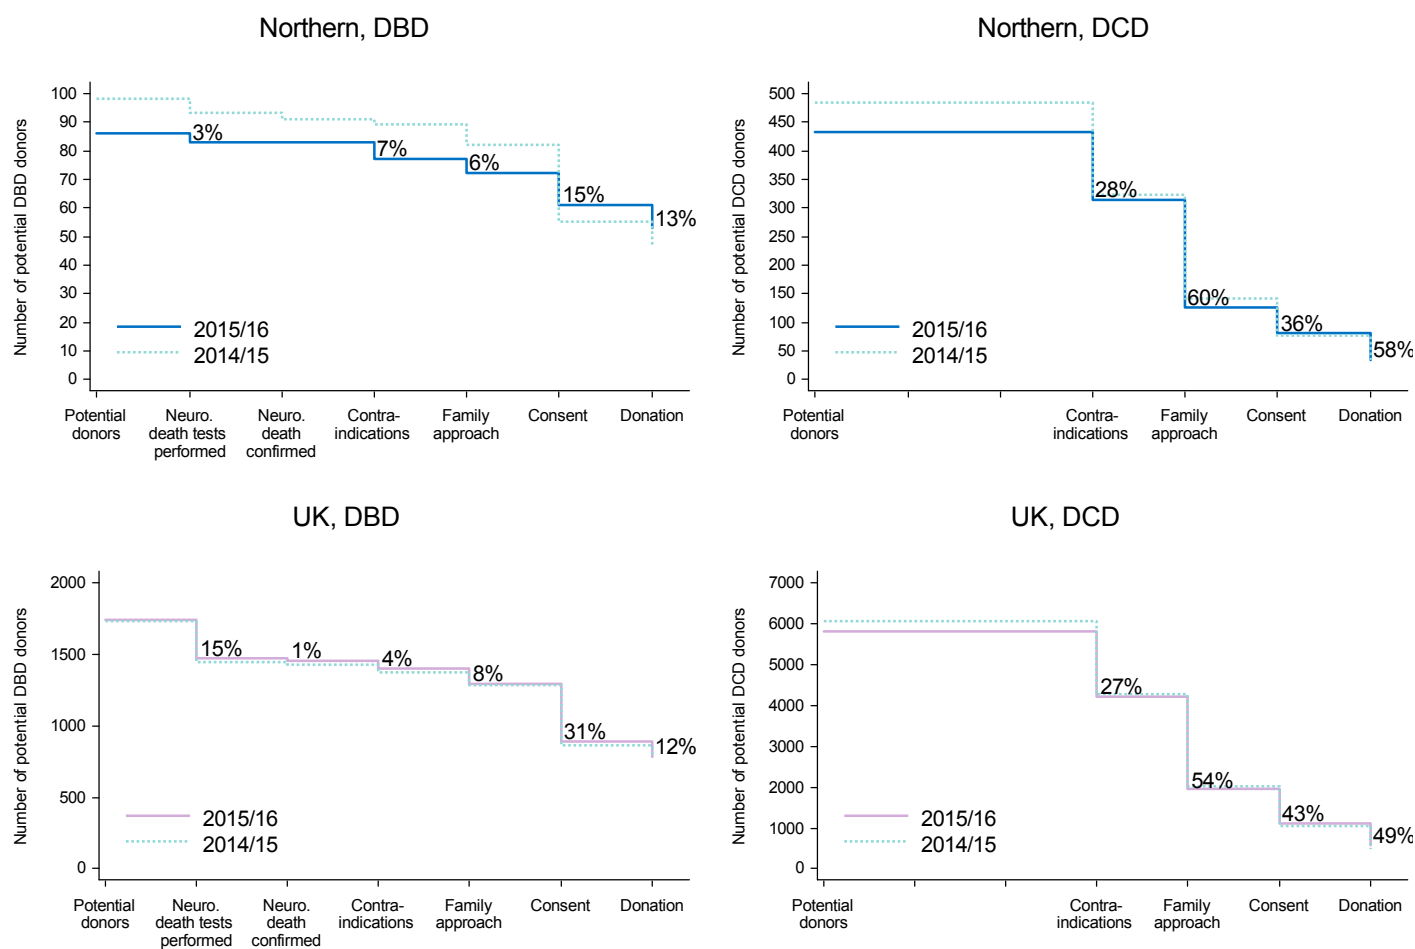 Northern, DBD
Number of potential DBD donors
100
90
80
70
60
50
40
30
20
10
0
3%
7%
6%
15%
13%
2015/16
2014/15
Potential
donors
Neuro.
death tests
performed
Neuro.
death
confirmed
Contra-
indications
Family
approach
Consent
Donation
Northern, DCD
Number of potential DCD donors
500
450
400
350
300
250
200
150
100
50
0
28%
60%
36%
58%
2015/16
2014/15
Potential
donors
Contra-
indications
Family
approach
Consent
Donation
UK, DBD
Number of potential DBD donors
2000
1500
1000
500
0
15%
1%
4%
8%
31%
12%
2015/16
2014/15
Potential
donors
Neuro.
death tests
performed
Neuro.
death
confirmed
Contra-
indications
Family
approach
Consent
Donation
UK, DCD
Number of potential DCD donors
7000
6000
5000
4000
3000
2000
1000
0
27%
54%
43%
49%
2015/16
2014/15
Potential
donors
Contra-
indications
Family
approach
Consent
Donation